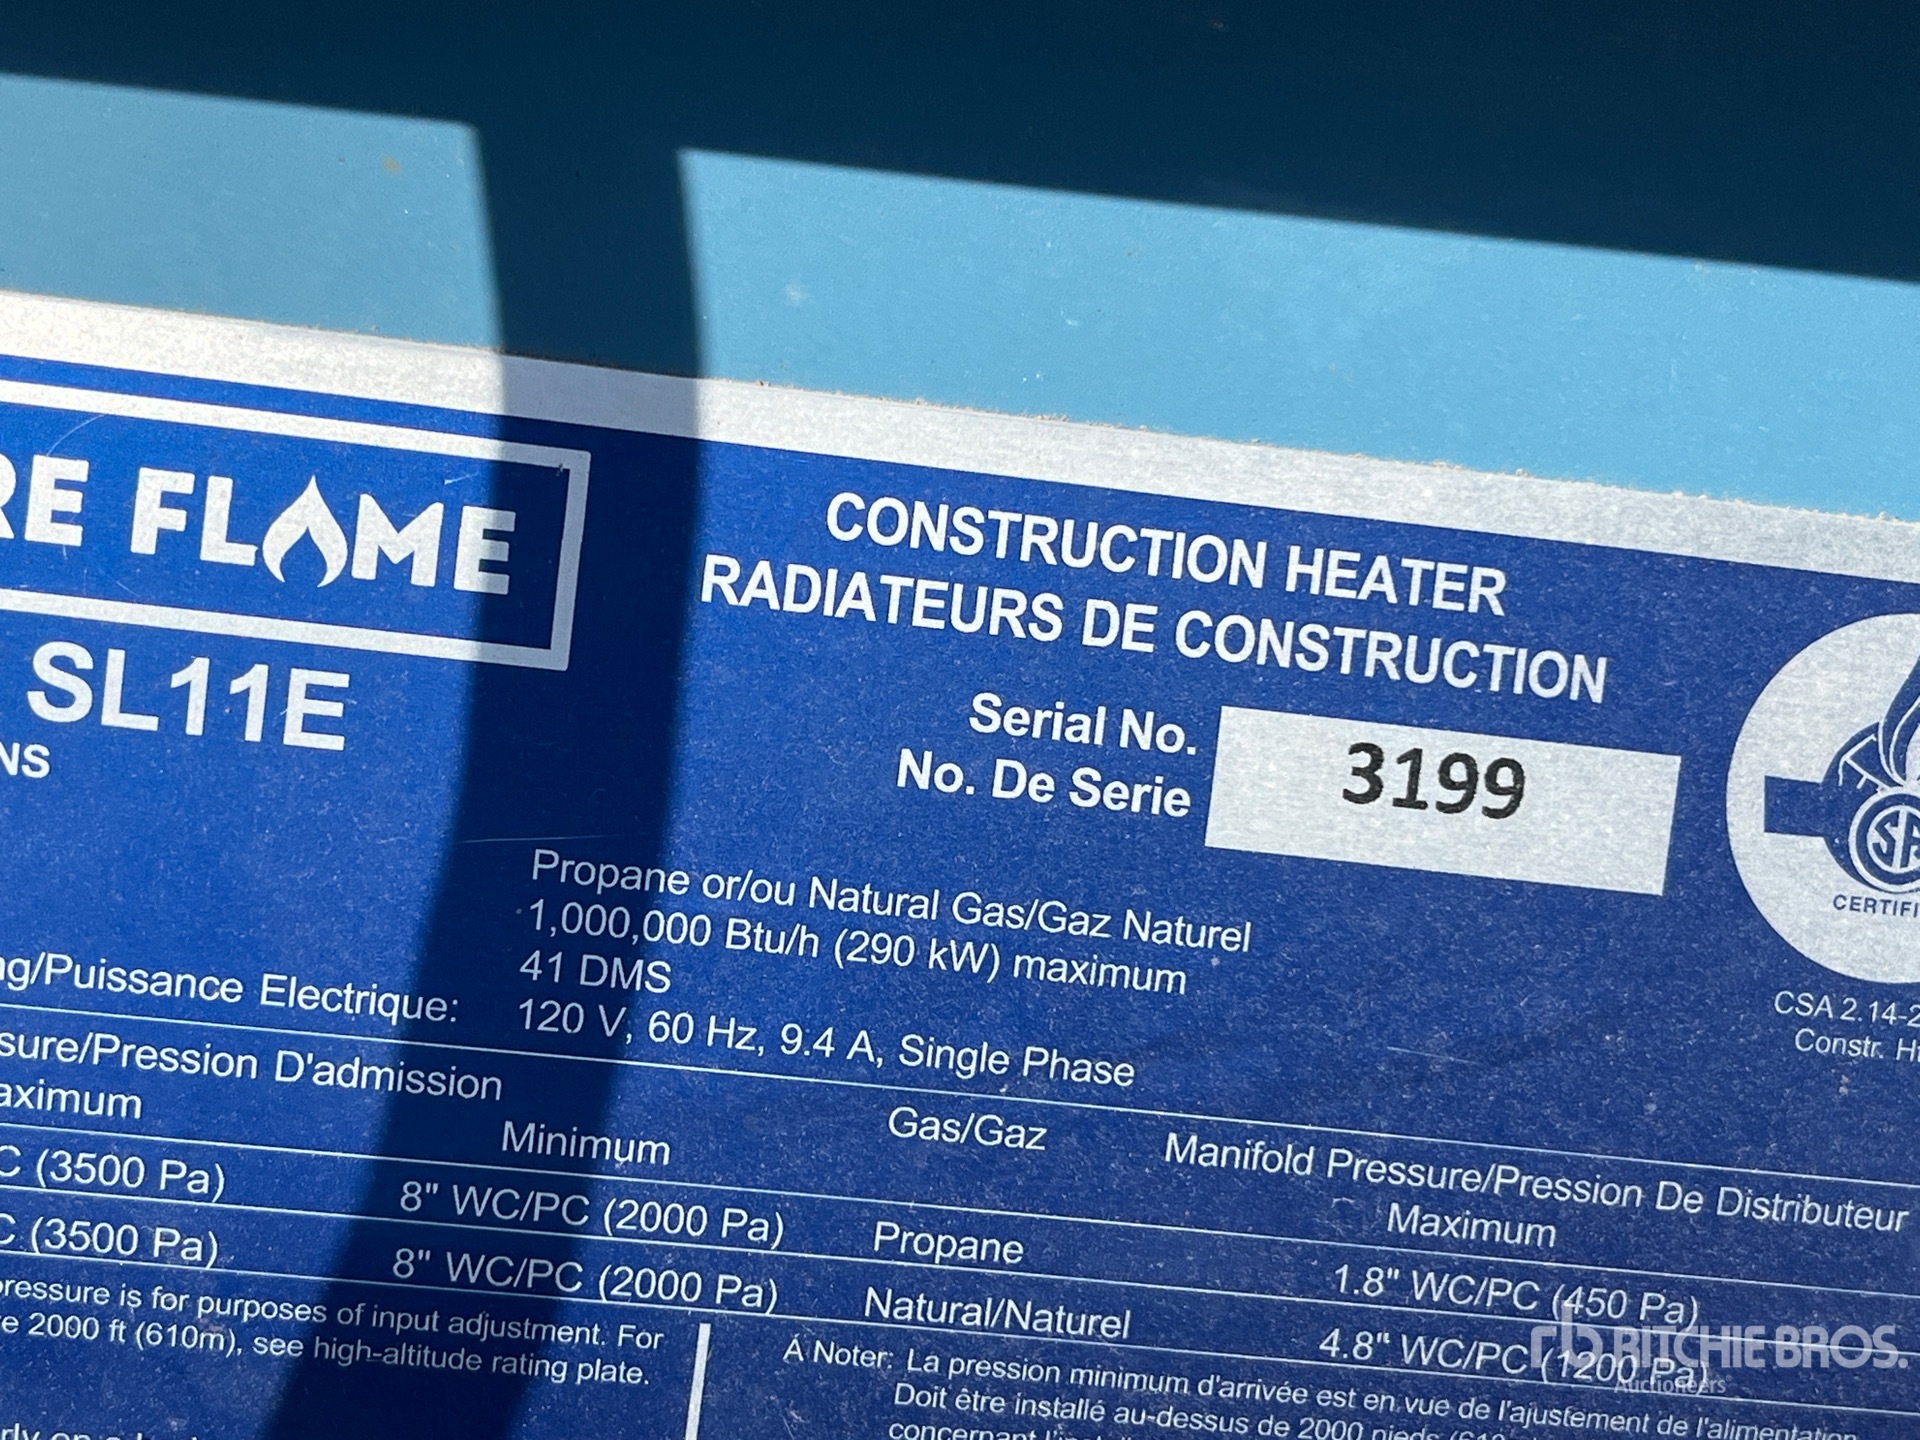 RE FLAME
SL11E
NS
CONSTRUCTION HEATER
RADIATEURS DE CONSTRUCTION
Serial No.
No. De Serie
3199
CERTIFI
CSA 2.14-2
Constr. H
Propane or/ou Natural Gas/Gaz Naturel
1,000,000 Btu/h (290 kW) maximum
41 DMS
ng/Puissance Electrique: 120 V, 60 Hz, 9.4 A, Single Phase
sure/Pression D'admission
aximum Minimum Gas/Gaz Manifold Pressure/Pression De Distributeur
Maximum
C (3500 Pa) 8" WC/PC (2000 Pa) Propane 1.8" WC/PC (450 Pa)
C (3500 Pa) 8" WC/PC (2000 Pa) Natural/Naturel 4.8" WC/PC (1200 Pa)
pressure is for purposes of input adjustment. For
e 2000 ft (610m), see high-altitude rating plate.
Á Noter: La pression minimum d'arrivée est en vue de l'ajustement de l'alimentation
Doit être installé au-dessus de 2000 pieds
rb RITCHIE BROS.
Auctioneers